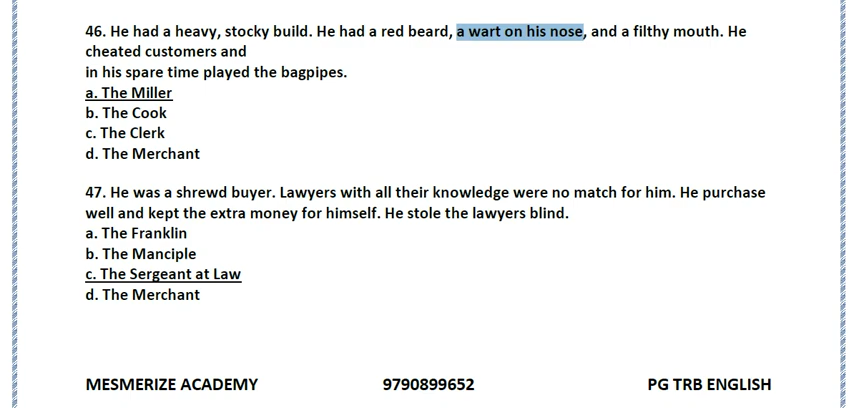 46. He had a heavy, stocky build. He had a red beard, a wart on his nose, and a filthy mouth. He
cheated customers and
in his spare time played the bagpipes.
a. The Miller
b. The Cook
c. The Clerk
d. The Merchant
47. He was a shrewd buyer. Lawyers with all their knowledge were no match for him. He purchase
well and kept the extra money for himself. He stole the lawyers blind.
a. The Franklin
b. The Manciple
c. The Sergeant at Law
d. The Merchant
MESMERIZE ACADEMY 9790899652 PG TRB ENGLISH